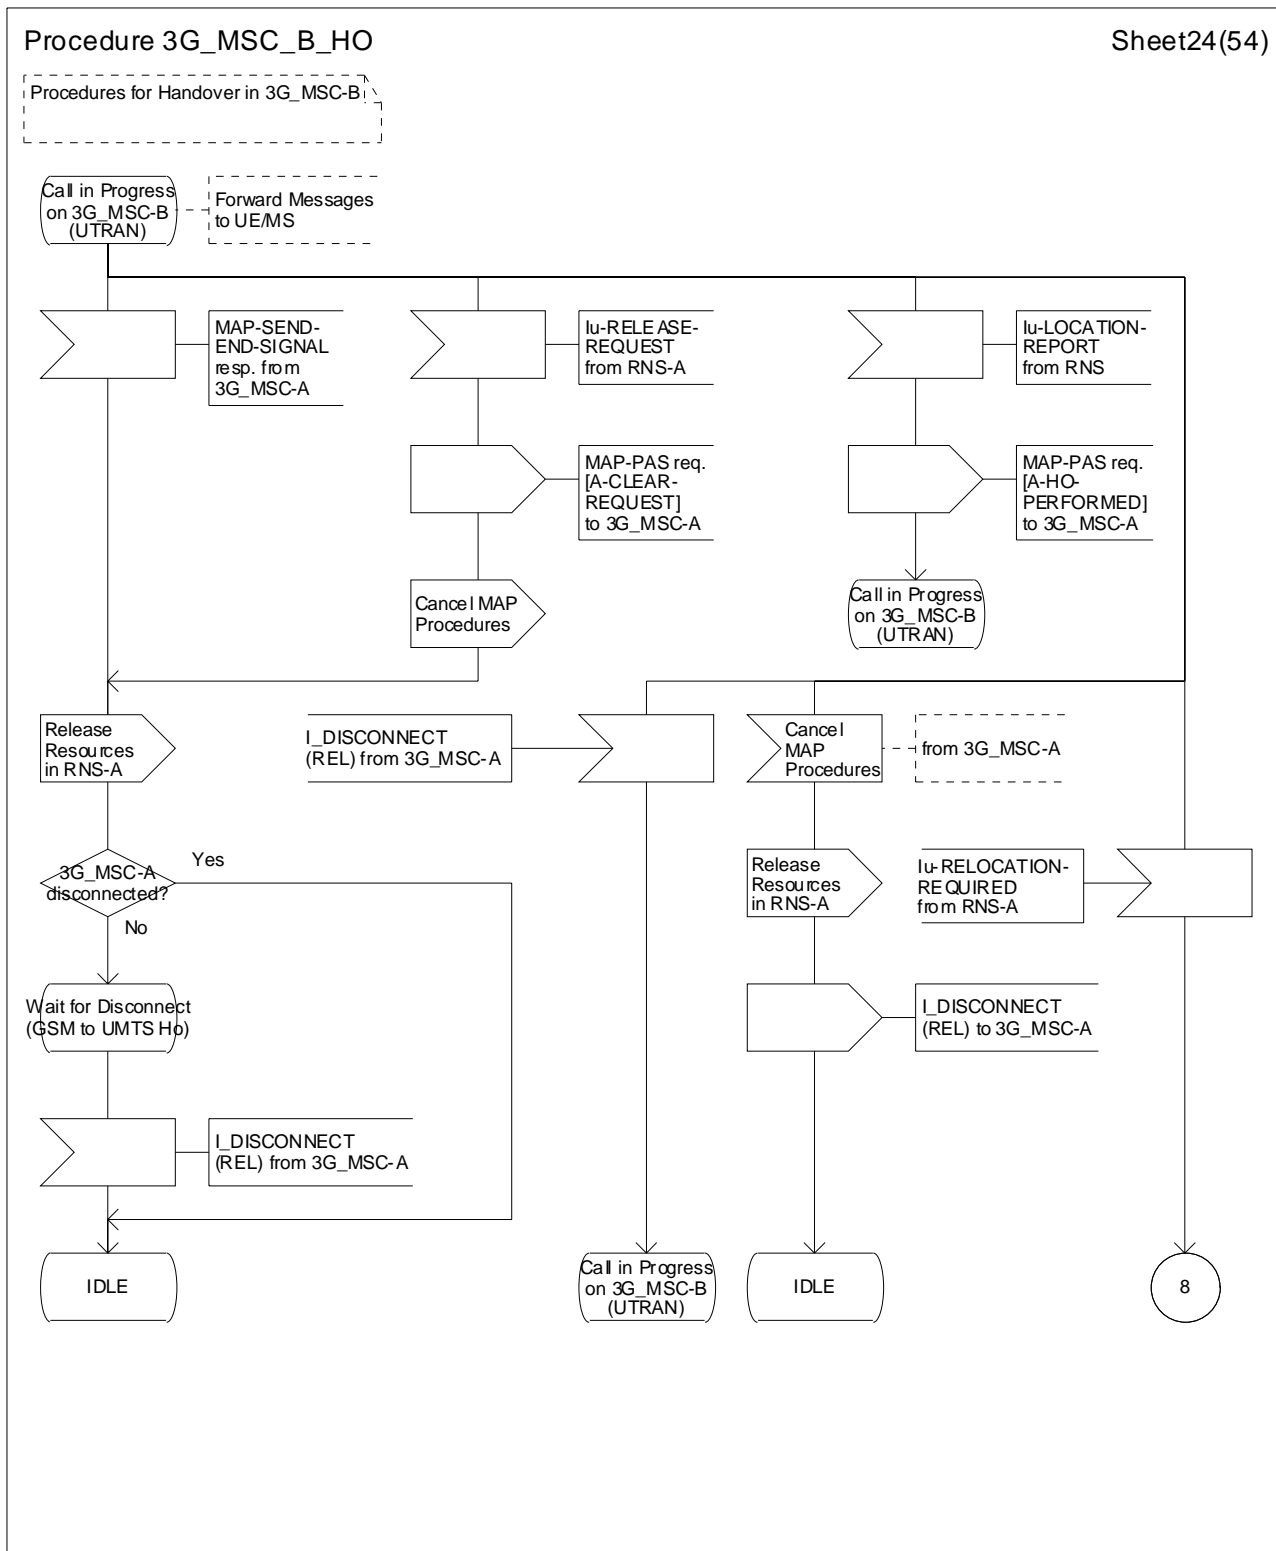 Procedure 3G_MSC_B_HO
Sheet24(54)
Procedures for Handover in 3G_MSC-B
Call in Progress
on 3G_MSC-B
(UTRAN)
Forward Messages
to UE/MS
MAP-SEND-
END-SIGNAL
resp. from
3G_MSC-A
Iu-RELEASE-
REQUEST
from RNS-A
Iu-LOCATION-
REPORT
from RNS
MAP-PAS req.
[A-CLEAR-
REQUEST]
to 3G_MSC-A
MAP-PAS req.
[A-HO-
PERFORMED]
to 3G_MSC-A
Cancel MAP
Procedures
Call in Progress
on 3G_MSC-B
(UTRAN)
Release
Resources
in RNS-A
I_DISCONNECT
(REL) from 3G_MSC-A
Cancel
MAP
Procedures
from 3G_MSC-A
3G_MSC-A
disconnected?
Yes
No
Release
Resources
in RNS-A
Iu-RELOCATION-
REQUIRED
from RNS-A
Wait for Disconnect
(GSM to UMTS Ho)
I_DISCONNECT
(REL) to 3G_MSC-A
I_DISCONNECT
(REL) from 3G_MSC-A
IDLE
Call in Progress
on 3G_MSC-B
(UTRAN)
IDLE
8